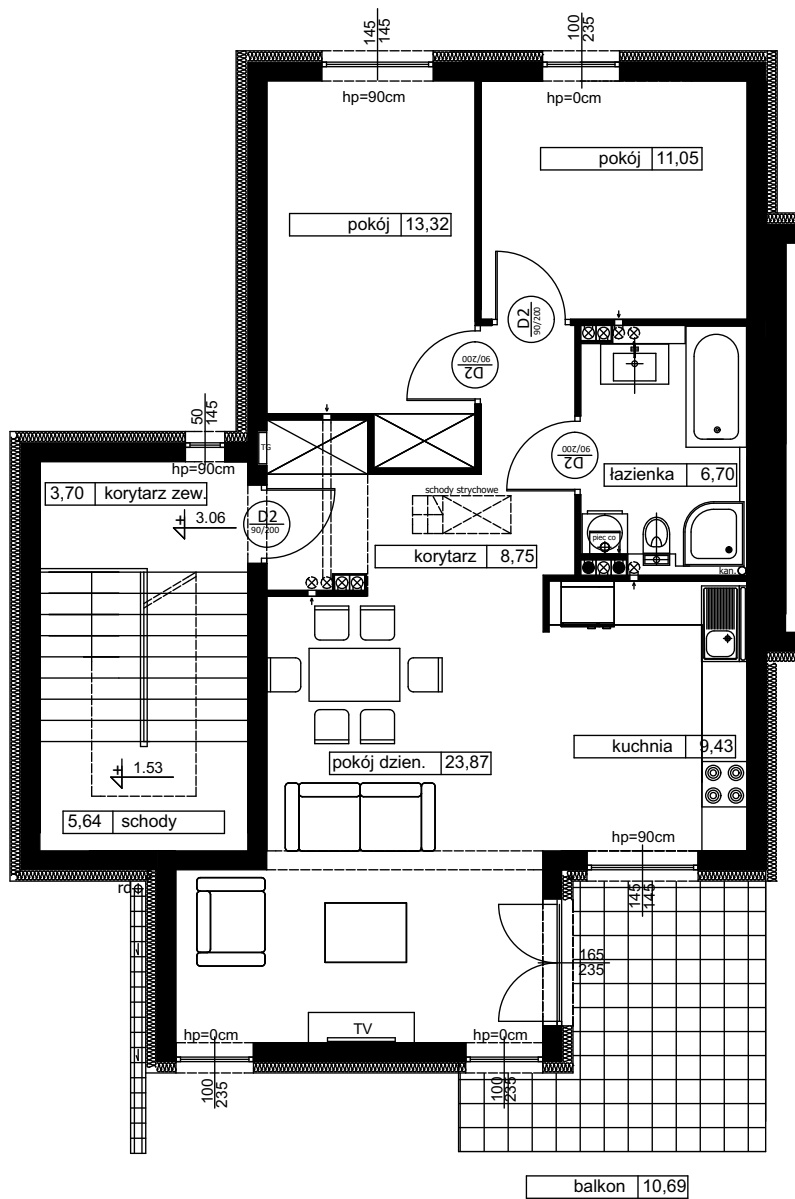 145
145
100
235
hp=90cm
hp=0cm
pokój 11,05
pokój 13,32
D2
90/200
D2
90/200
50
145
TG
D2
90/200
hp=90cm
łazienka 6,70
3,70 korytarz zew.
schody strychowe
+ 3.06
D2
90/200
piec co
korytarz 8,75
kan.
kuchnia 9,43
pokój dzien. 23,87
+ 1.53
5,64 schody
hp=90cm
rd
145
145
165
235
TV
hp=0cm
hp=0cm
100
235
100
235
balkon 10,69